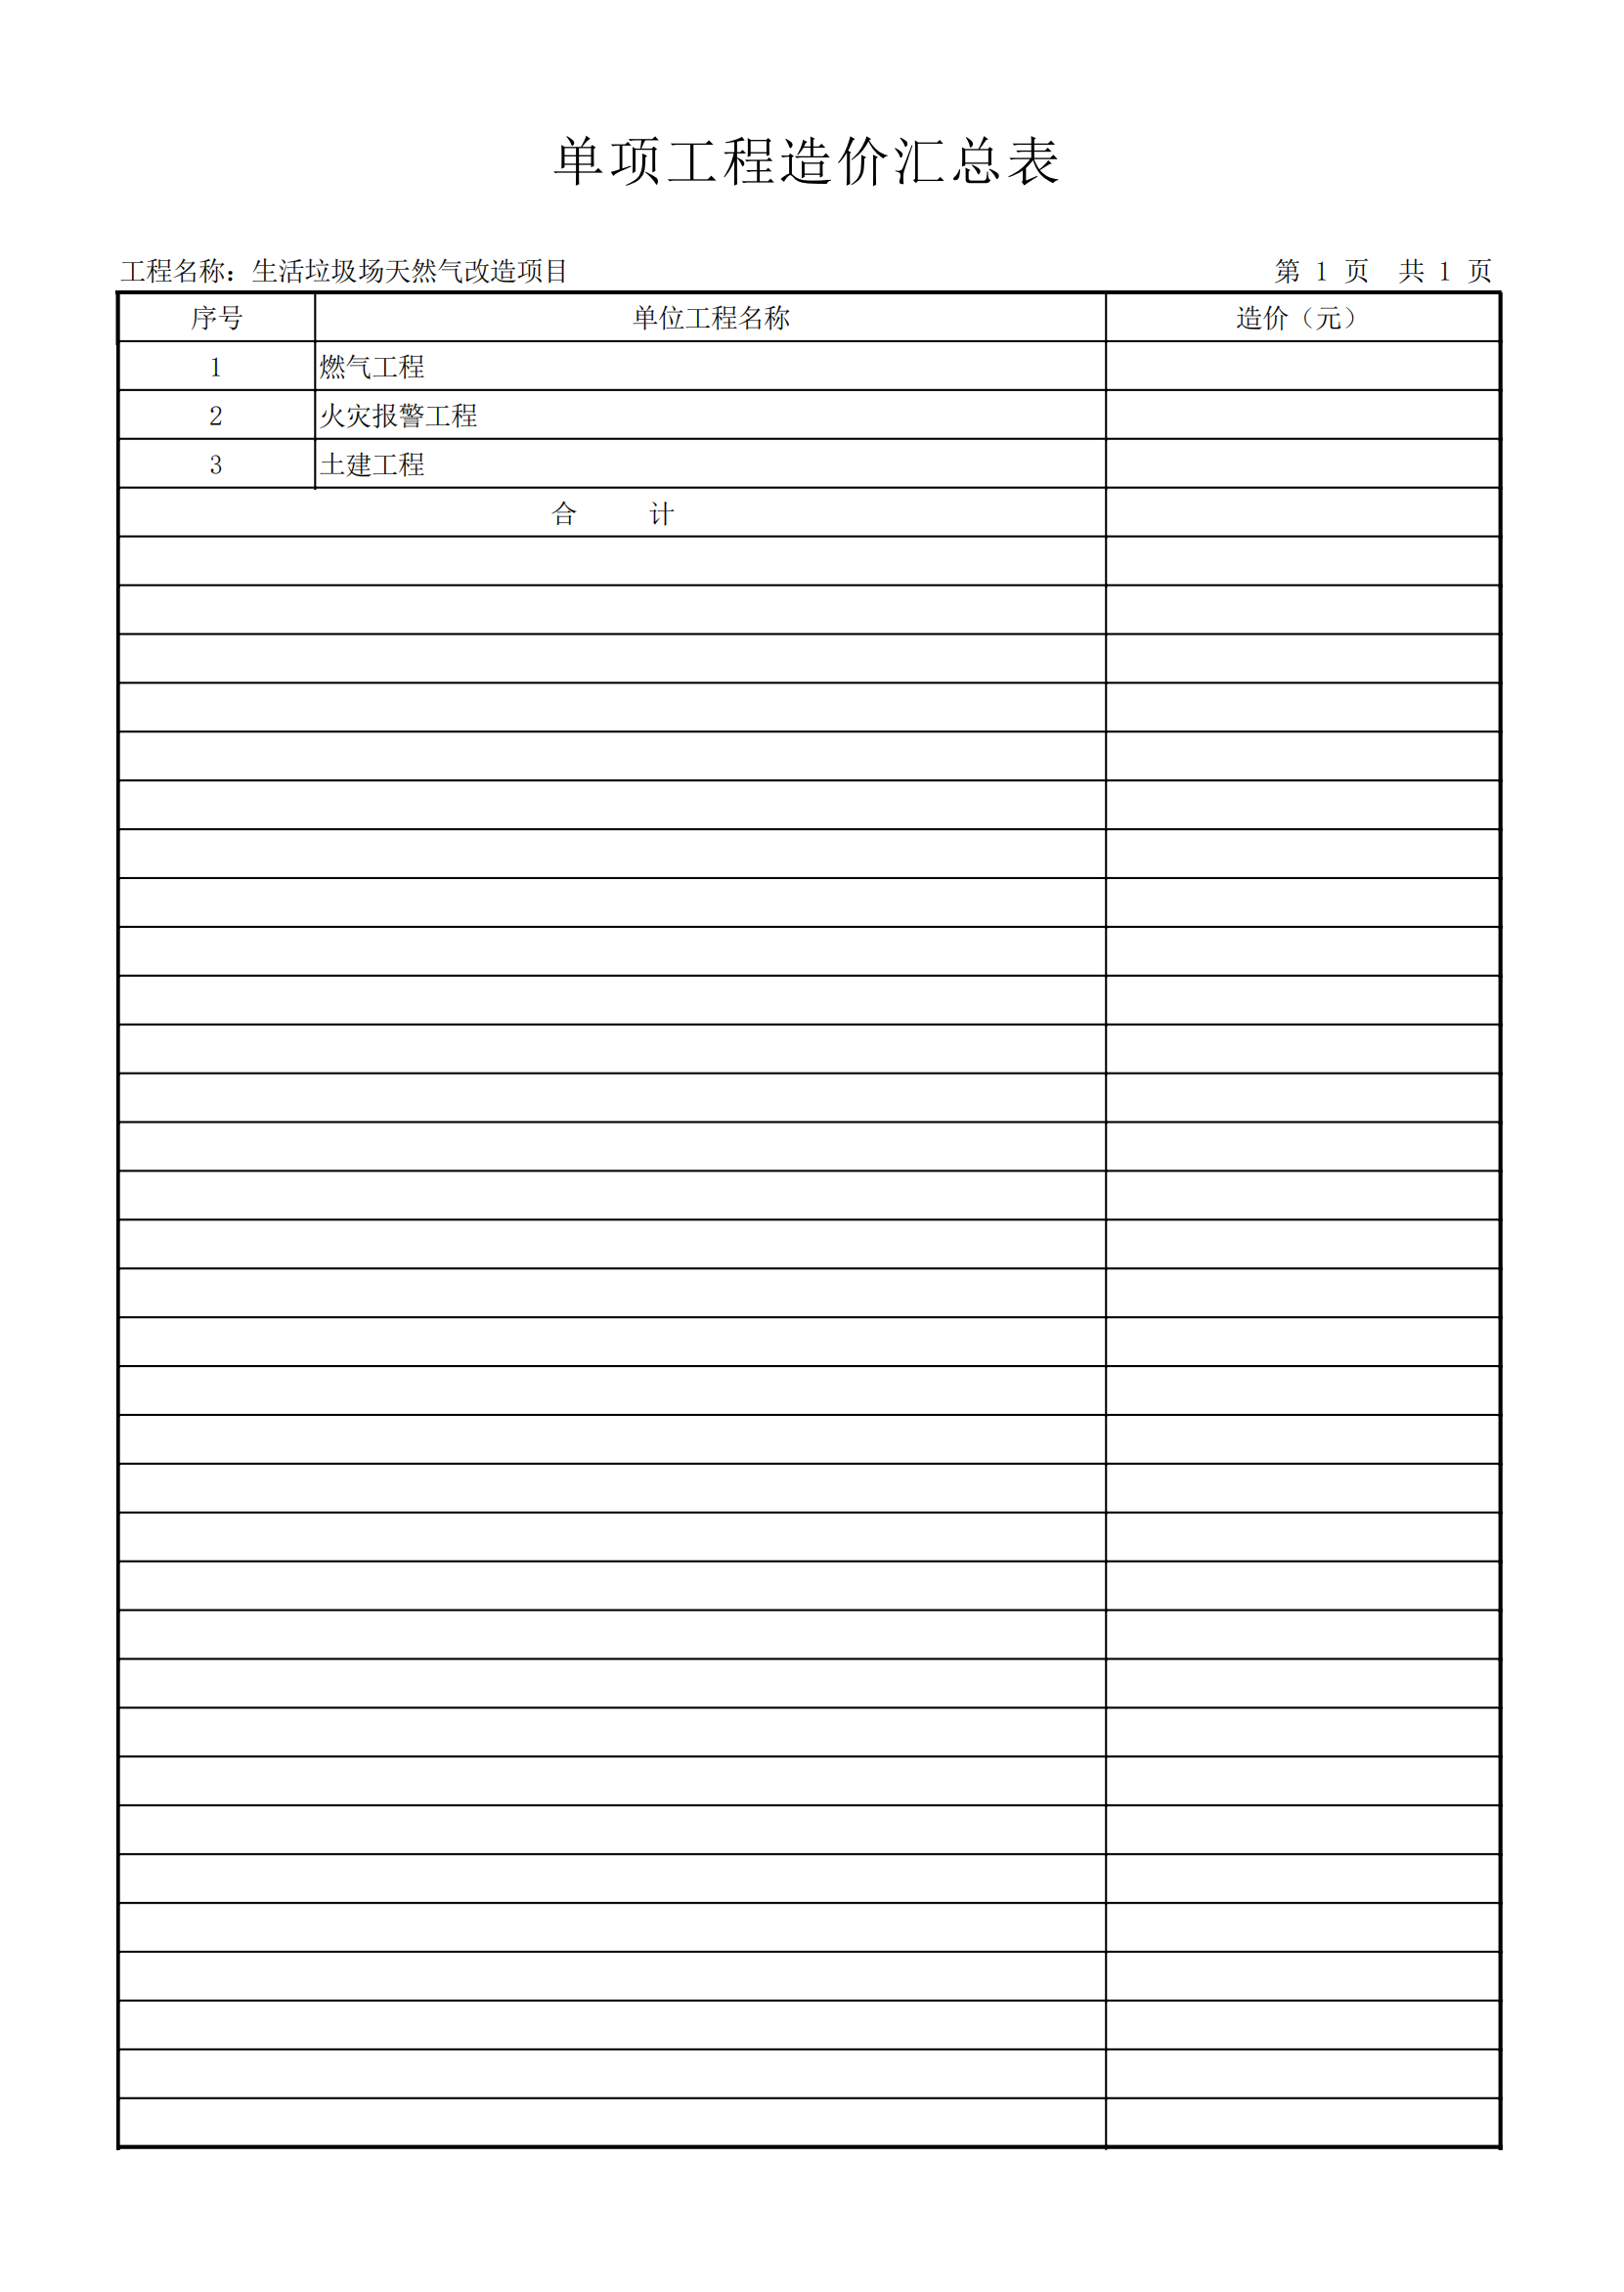 单项工程造价汇总表
工程名称：生活垃圾场天然气改造项目 第 1 页 共 1 页
序号 单位工程名称 造价（元）
1 燃气工程
2 火灾报警工程
3 土建工程
合 计